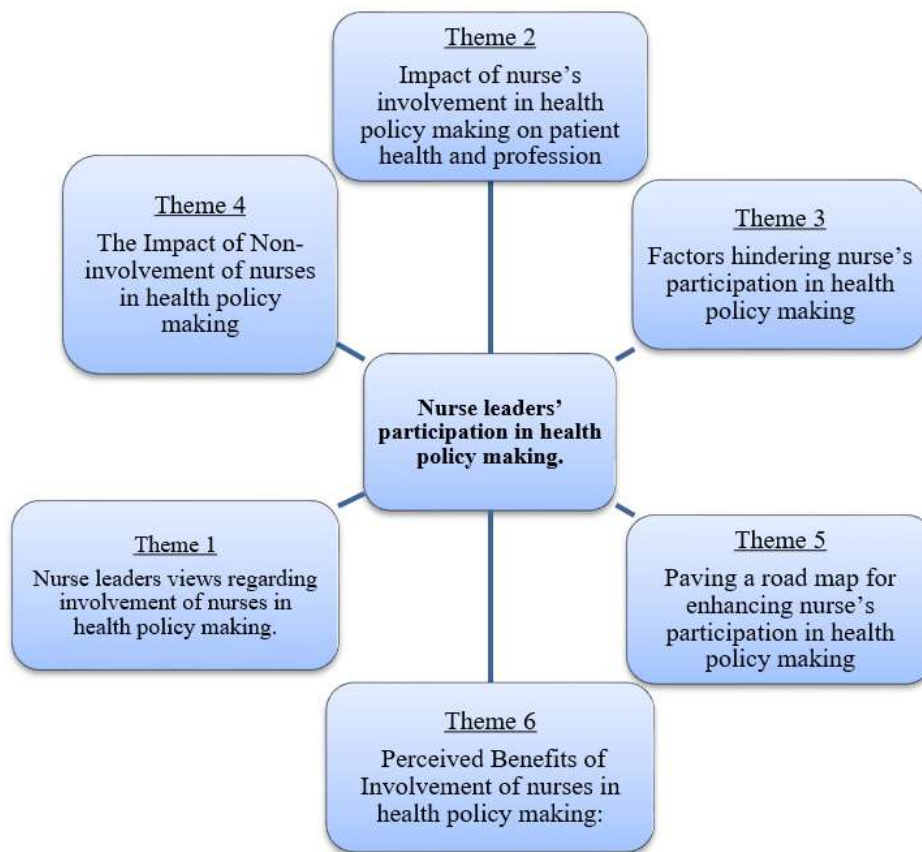 Theme 2
Impact of nurse’s
involvement in health
policy making on patient
health and profession
Theme 4
The Impact of Non-
involvement of nurses
in health policy
making
Theme 3
Factors hindering nurse’s
participation in health
policy making
Nurse leaders’
participation in health
policy making.
Theme 1
Nurse leaders views regarding
involvement of nurses in
health policy making.
Theme 5
Paving a road map for
enhancing nurse’s
participation in health
policy making
Theme 6
Perceived Benefits of
Involvement of nurses in
health policy making: